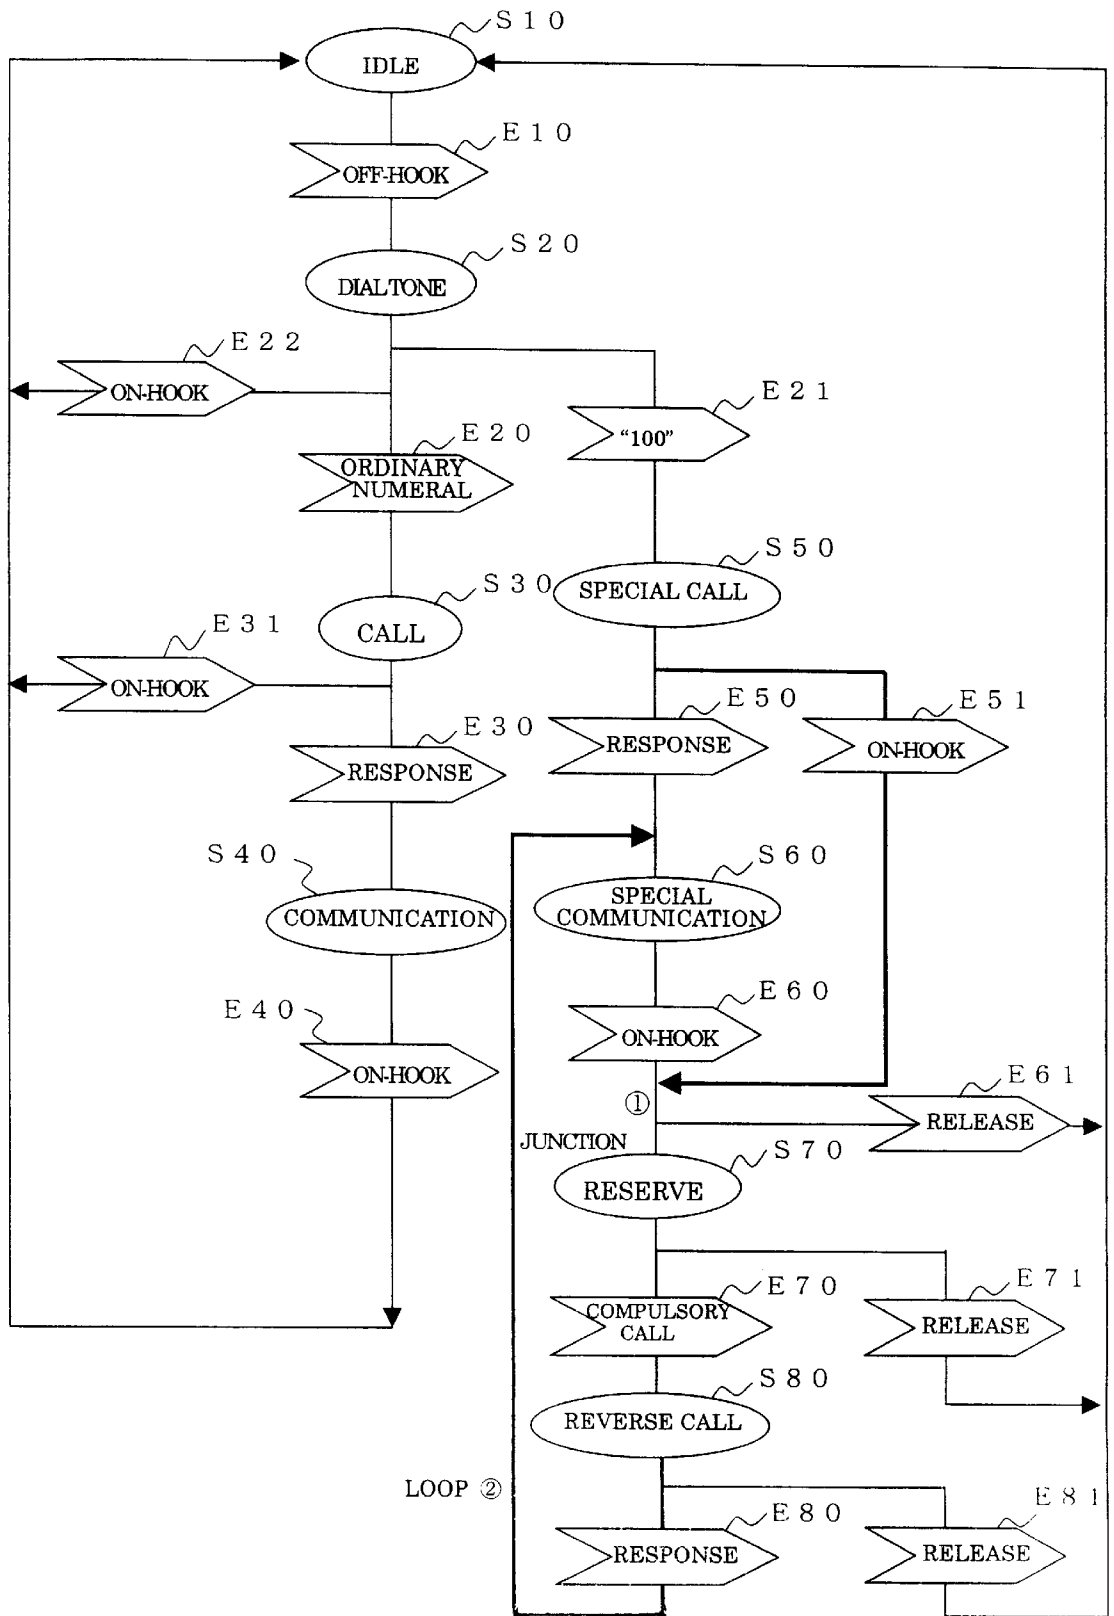 S10
IDLE
E10
OFF-HOOK
S20
DIALTONE
E22
ON-HOOK
E21
“100”
E20
ORDINARY
NUMERAL
S50
SPECIAL CALL
S30
CALL
E31
ON-HOOK
E50
RESPONSE
E51
ON-HOOK
E30
RESPONSE
S40
COMMUNICATION
S60
SPECIAL
COMMUNICATION
E60
ON-HOOK
E40
ON-HOOK
①
JUNCTION
E61
RELEASE
S70
RESERVE
E70
COMPULSORY
CALL
E71
RELEASE
S80
REVERSE CALL
LOOP ②
E80
RESPONSE
E81
RELEASE